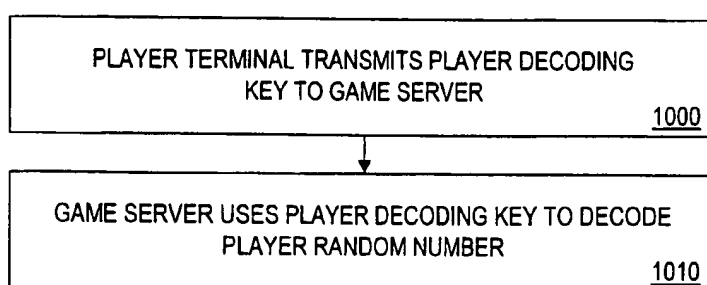 PLAYER TERMINAL TRANSMITS PLAYER DECODING
KEY TO GAME SERVER
1000
GAME SERVER USES PLAYER DECODING KEY TO DECODE
PLAYER RANDOM NUMBER
1010